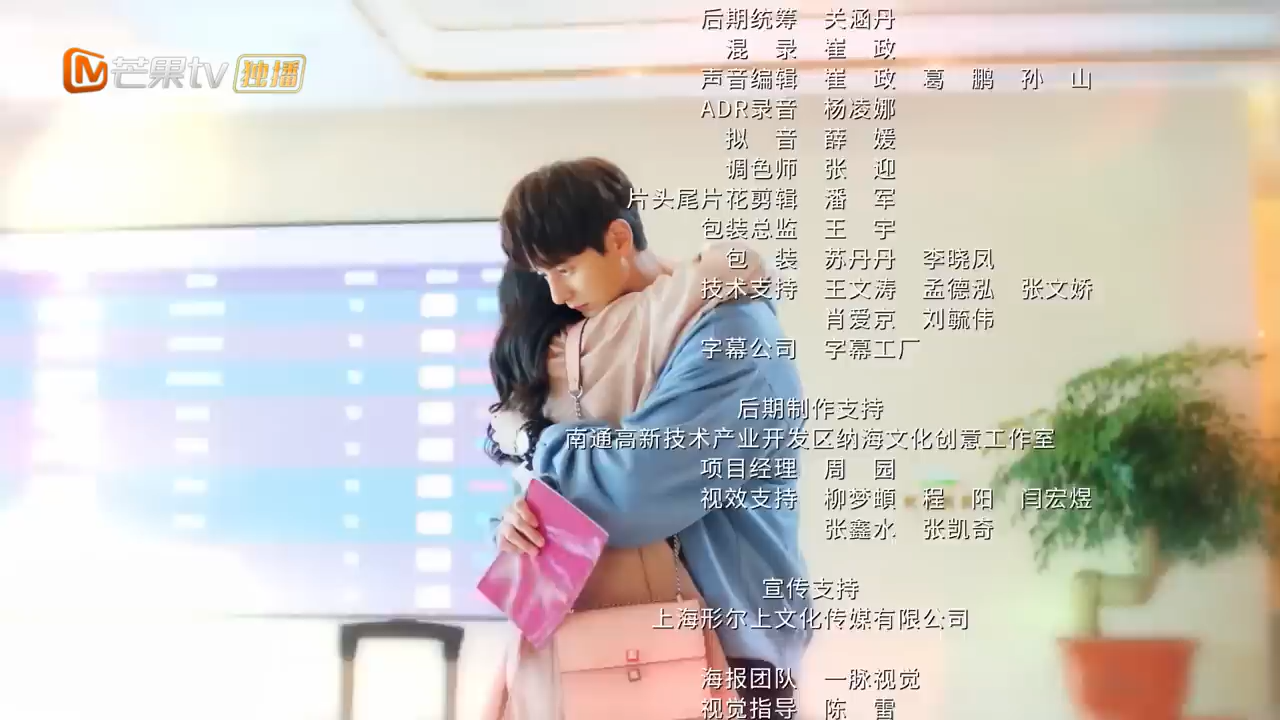 芒果tv 独播
后期统筹 关涵丹
混 录 崔 政
声音编辑 崔 政 葛 鹏 孙 山
ADR录音 杨凌娜
拟 音 薛 媛
调色师 张 迎
片头尾片花剪辑 潘 军
包装总监 王 宇
包 装 苏丹丹 李晓凤
技术支持 王文涛 孟德泓 张文娇
肖爱京 刘毓伟
字幕公司 字幕工厂
后期制作支持
南通高新技术产业开发区纳海文化创意工作室
项目经理 周 园
视效支持 柳梦頔 程 阳 闫宏煜
张鑫水 张凯奇
宣传支持
上海形尔上文化传媒有限公司
海报团队 一脉视觉
视觉指导 陈 雷